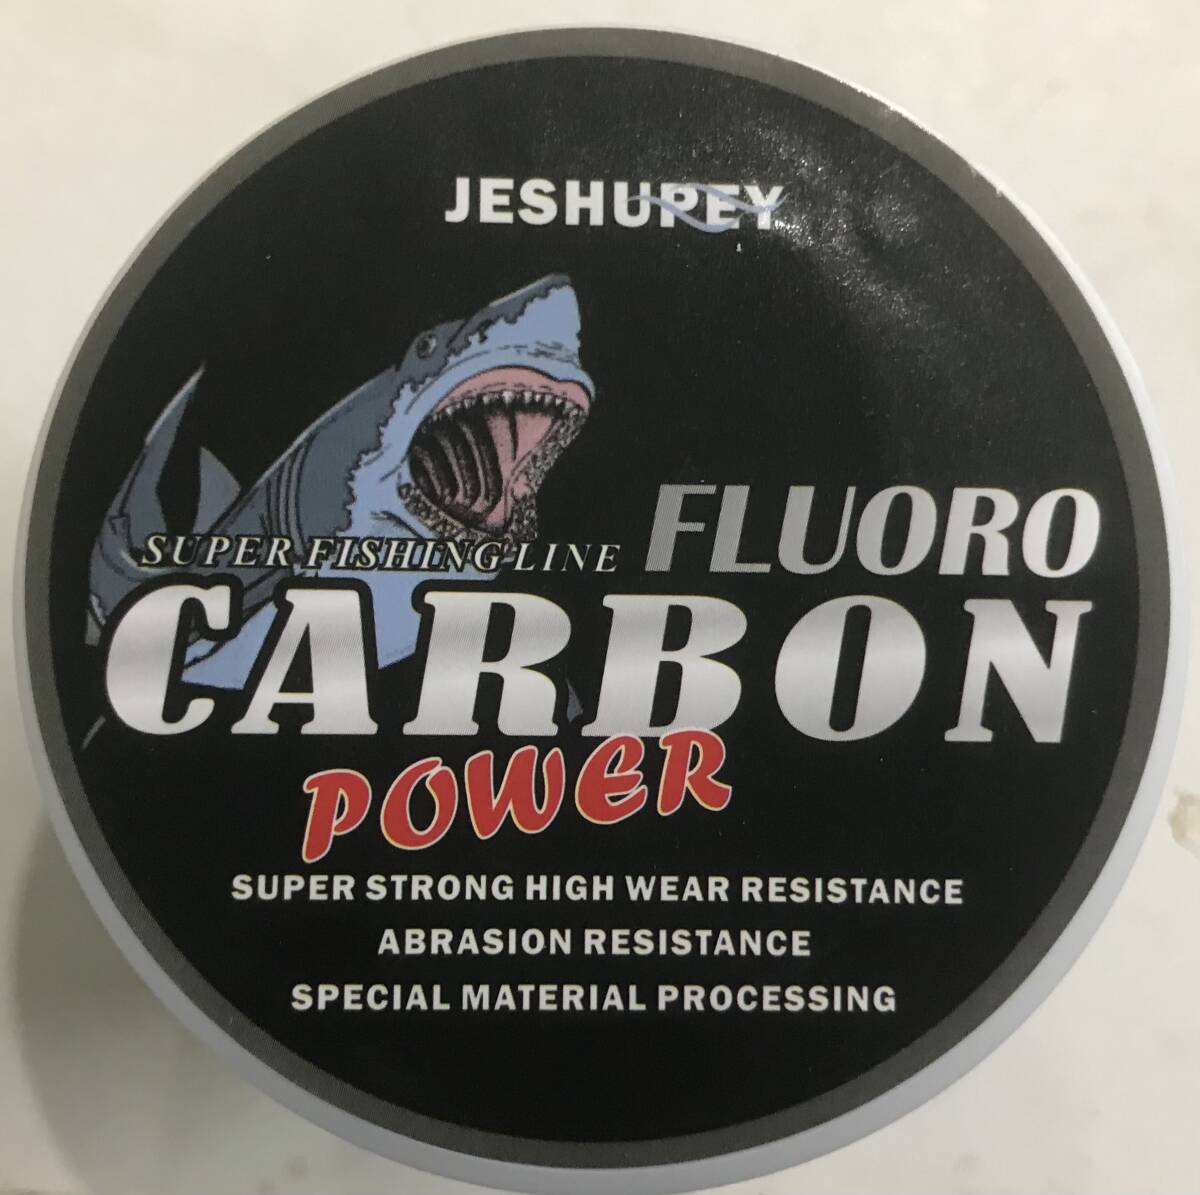 JESHUPEY
SUPER FISHING LINE
FLUORO
CARBON
POWER
SUPER STRONG HIGH WEAR RESISTANCE
ABRASION RESISTANCE
SPECIAL MATERIAL PROCESSING